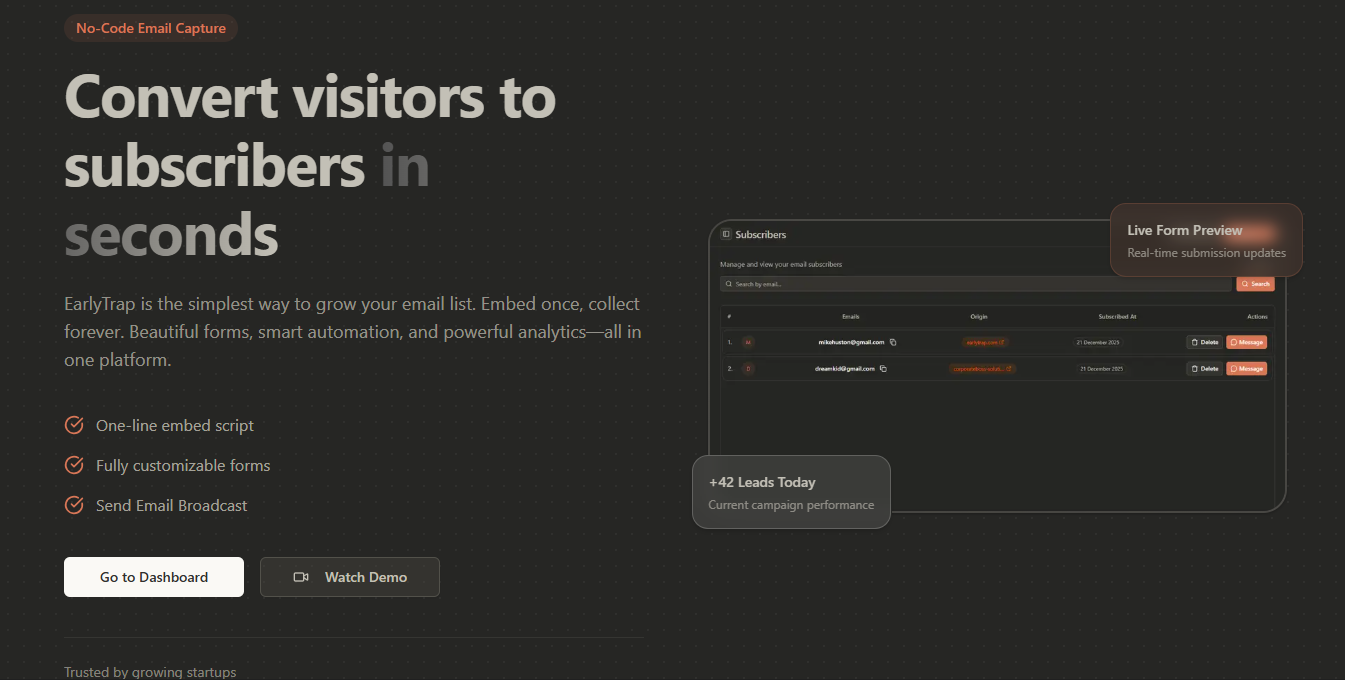 No-Code Email Capture
Convert visitors to
subscribers in
seconds
EarlyTrap is the simplest way to grow your email list. Embed once, collect
forever. Beautiful forms, smart automation, and powerful analytics—all in
one platform.
One-line embed script
Fully customizable forms
Send Email Broadcast
Go to Dashboard
Watch Demo
Trusted by growing startups
Live Form Preview
Real-time submission updates
Subscribers
Manage and view your email subscribers
Search by email...
Search
# Emails Origin Subscribed At Actions
1. M mikehuston@gmail.com 21 December 2025 Delete Message
2. D dreamkid@gmail.com 21 December 2025 Delete Message
+42 Leads Today
Current campaign performance